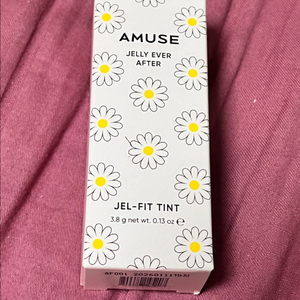 AMUSE
JELLY EVER
AFTER
JEL-FIT TINT
3.8 g net wt. 0.13 oz ℮